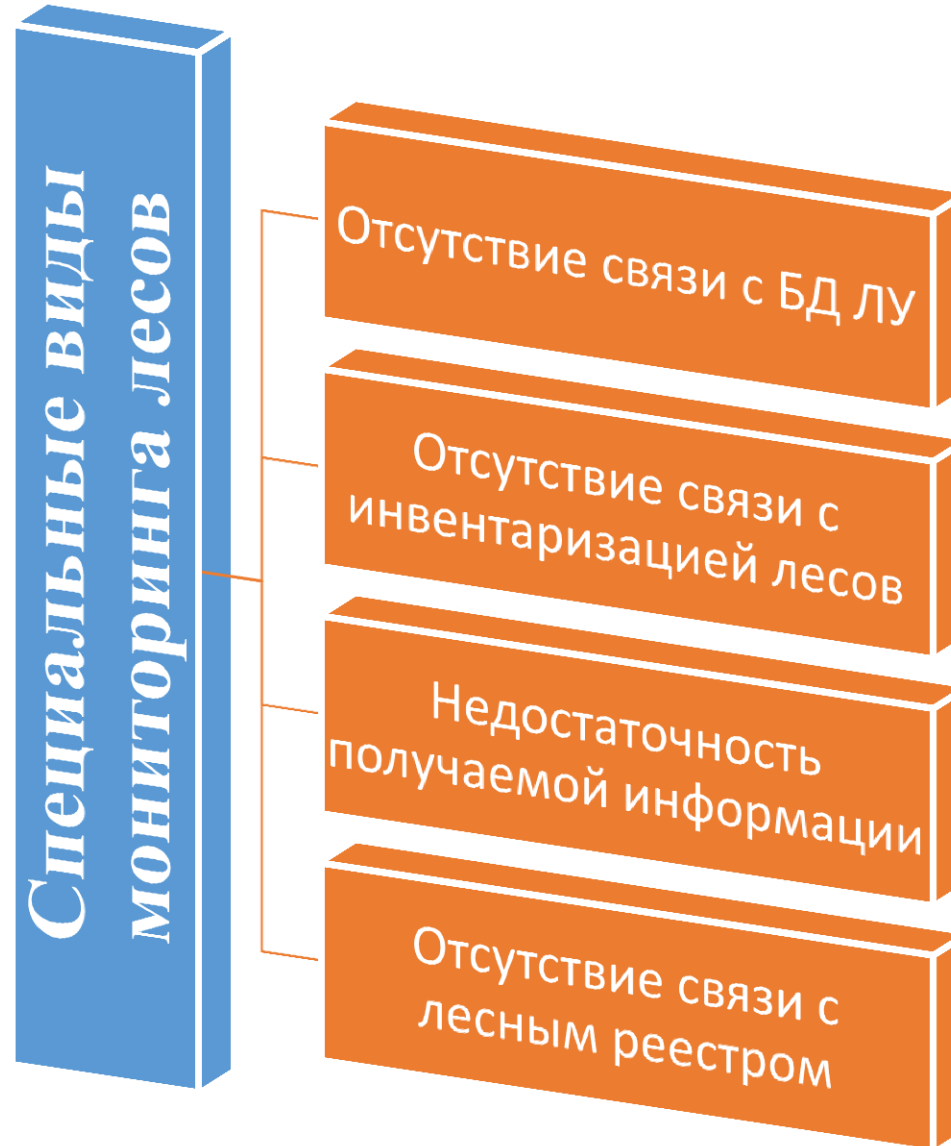 Специальные виды
мониторинга лесов
Отсутствие связи с БД ЛУ
Отсутствие связи с
инвентаризацией лесов
Недостаточность
получаемой информации
Отсутствие связи с
лесным реестром